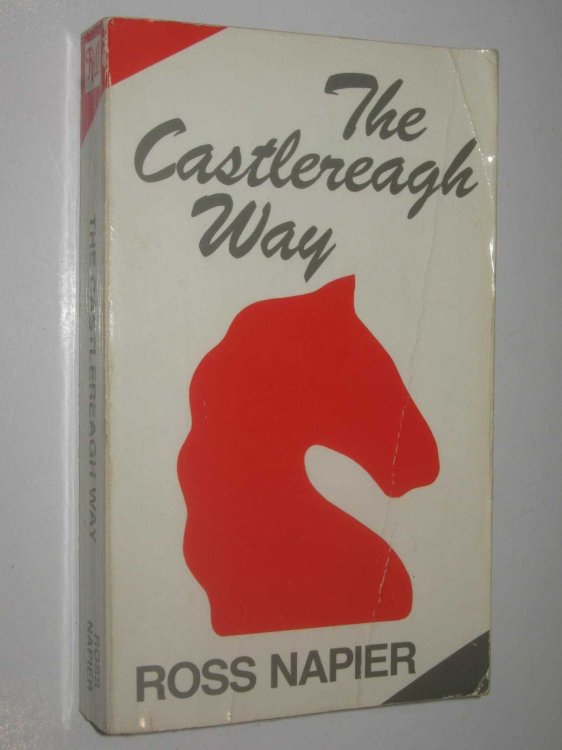 The
Castlereagh
Way
ROSS NAPIER
THE CASTLEREAGH WAY
ROSS
NAPIER